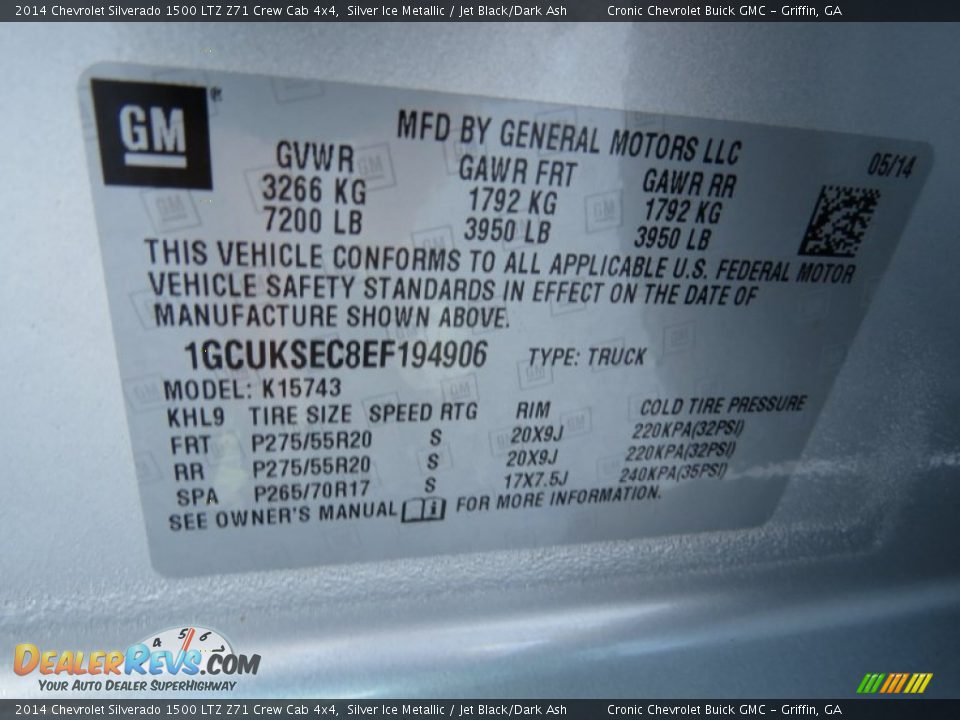 2014 Chevrolet Silverado 1500 LTZ Z71 Crew Cab 4x4, Silver Ice Metallic / Jet Black/Dark Ash Cronic Chevrolet Buick GMC - Griffin, GA
GM ®
MFD BY GENERAL MOTORS LLC
05/14
GVWR GAWR FRT GAWR RR
3266 KG 1792 KG 1792 KG
7200 LB 3950 LB 3950 LB
THIS VEHICLE CONFORMS TO ALL APPLICABLE U.S. FEDERAL MOTOR
VEHICLE SAFETY STANDARDS IN EFFECT ON THE DATE OF
MANUFACTURE SHOWN ABOVE.
1GCUKSEC8EF194906 TYPE: TRUCK
MODEL: K15743
KHL9 TIRE SIZE SPEED RTG RIM COLD TIRE PRESSURE
FRT P275/55R20 S 20X9J 220KPA(32PSI)
RR P275/55R20 S 20X9J 220KPA(32PSI)
SPA P265/70R17 S 17X7.5J 240KPA(35PSI)
SEE OWNER'S MANUAL i FOR MORE INFORMATION.
4 5 6
DEALERREVS.COM
YOUR AUTO DEALER SUPERHIGHWAY
2014 Chevrolet Silverado 1500 LTZ Z71 Crew Cab 4x4, Silver Ice Metallic / Jet Black/Dark Ash Cronic Chevrolet Buick GMC - Griffin, GA